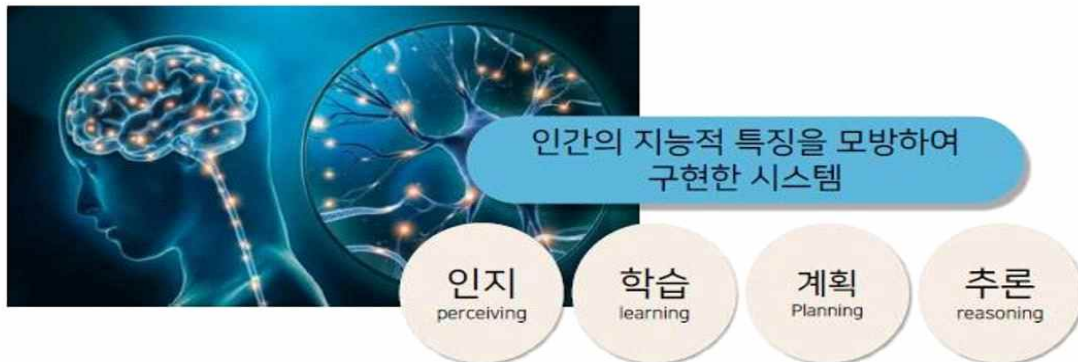 인간의 지능적 특징을 모방하여
구현한 시스템
인지
perceiving
학습
learning
계획
Planning
추론
reasoning